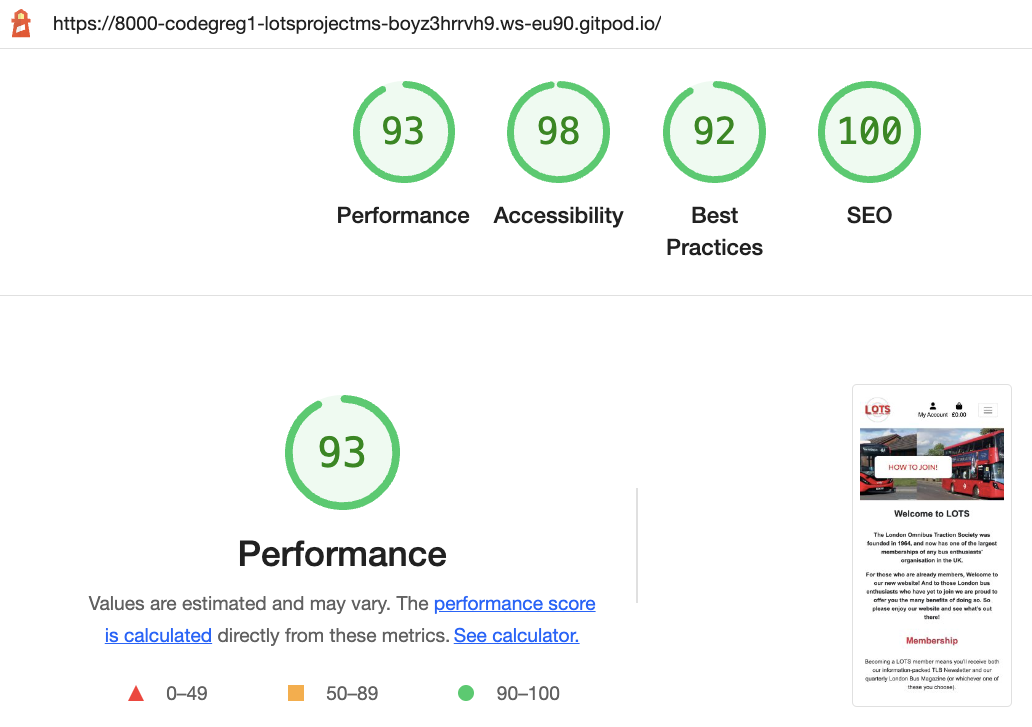 https://8000-codegreg1-lotsprojectms-boyz3hrrvh9.ws-eu90.gitpod.io/
93
98
92
100
Performance
Accessibility
Best
Practices
SEO
93
Performance
Values are estimated and may vary. The performance score
is calculated directly from these metrics. See calculator.
0–49
50–89
90–100
LOTS
My Account £0.00
HOW TO JOIN!
Welcome to LOTS
The London Omnibus Traction Society was
founded in 1964, and now has one of the largest
memberships of any bus enthusiasts'
organisation in the UK.
For those who are already members, Welcome to
our new website! And to those London bus
enthusiasts who have yet to join we are proud to
offer you the many benefits of doing so. So
please enjoy our website and see what's out
there!
Membership
Becoming a LOTS member means you'll receive both
our information-packed TLB Newsletter and our
quarterly London Bus Magazine (or whichever one of
these you choose).